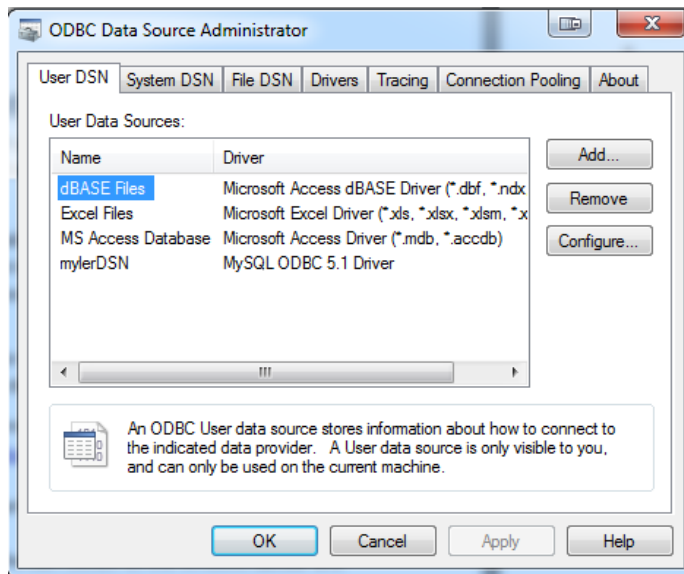 ODBC Data Source Administrator
User DSN System DSN File DSN Drivers Tracing Connection Pooling About
User Data Sources:
Name Driver
Add...
dBASE Files Microsoft Access dBASE Driver (*.dbf, *.ndx
Remove
Excel Files Microsoft Excel Driver (*.xls, *.xlsx, *.xlsm, *.x
MS Access Database Microsoft Access Driver (*.mdb, *.accdb)
Configure...
mylerDSN MySQL ODBC 5.1 Driver
An ODBC User data source stores information about how to connect to
the indicated data provider. A User data source is only visible to you,
and can only be used on the current machine.
OK Cancel Apply Help